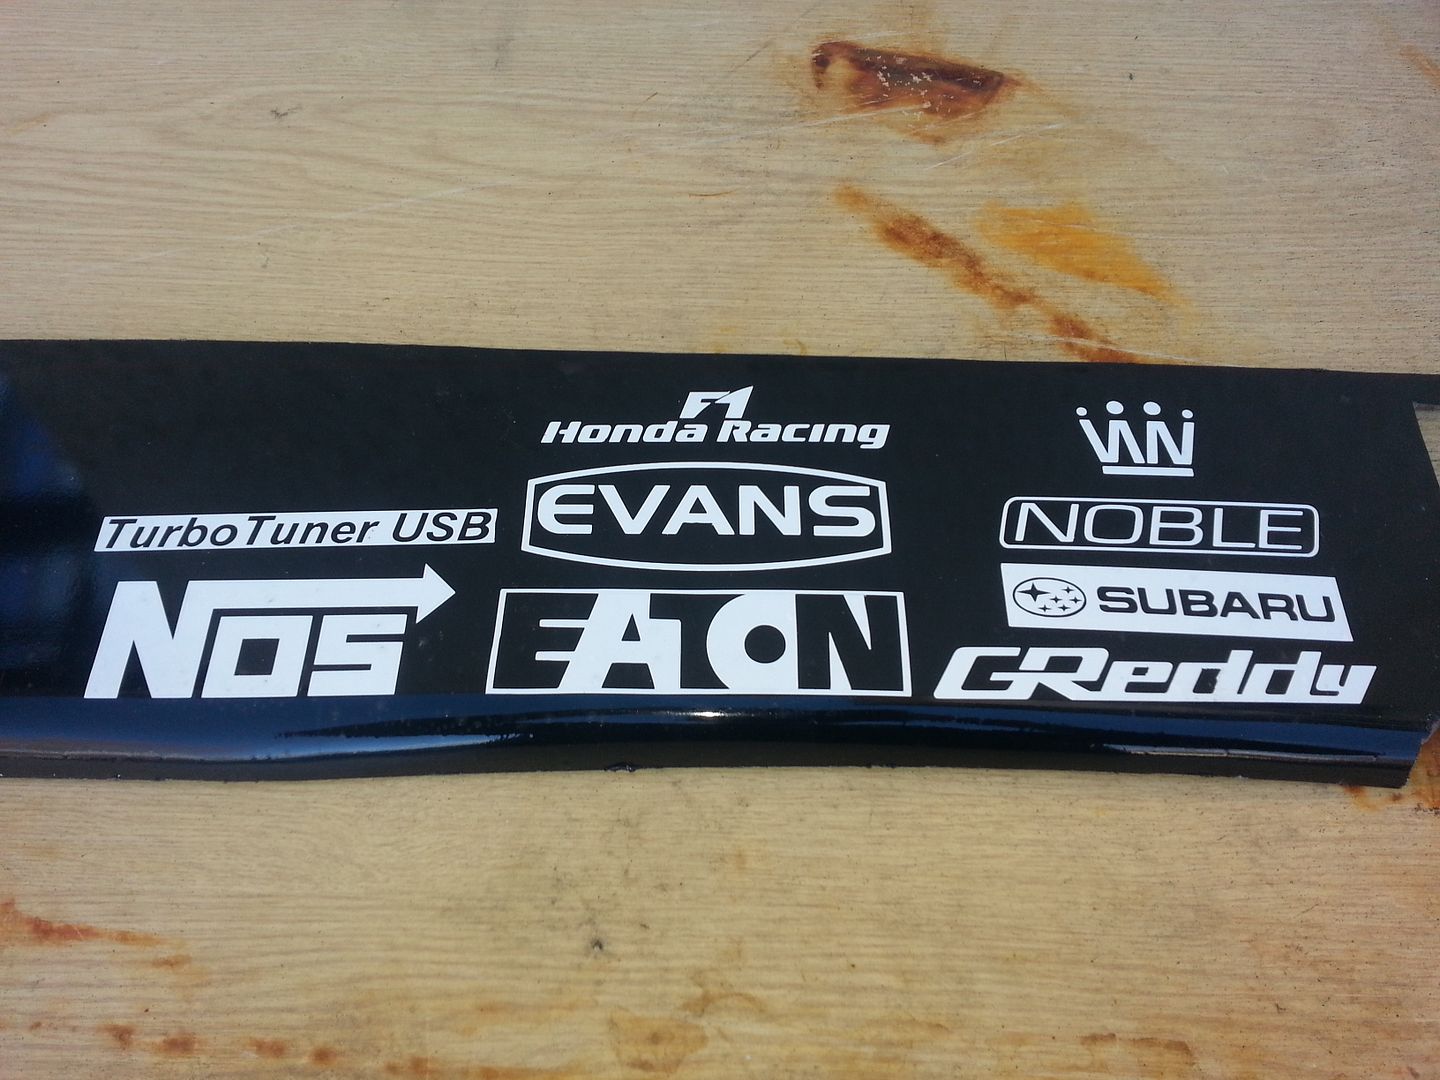 TurboTuner USB
NOS
F1
Honda Racing
EVANS
EATON
NOBLE
SUBARU
GReddy